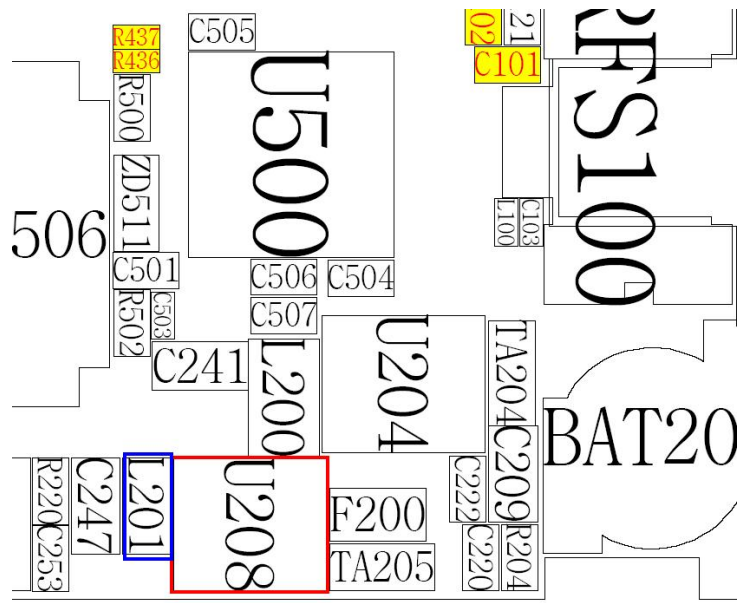 R437
R436
C505
02
21
C101
R500
U500
RFS100
ZD511
506
L100
C103
C501
C506
C504
R502
C503
C507
U204
TA204
C241
L200
BAT20
C209
R220
C247
L201
U208
C222
F200
C253
TA205
C220
R204